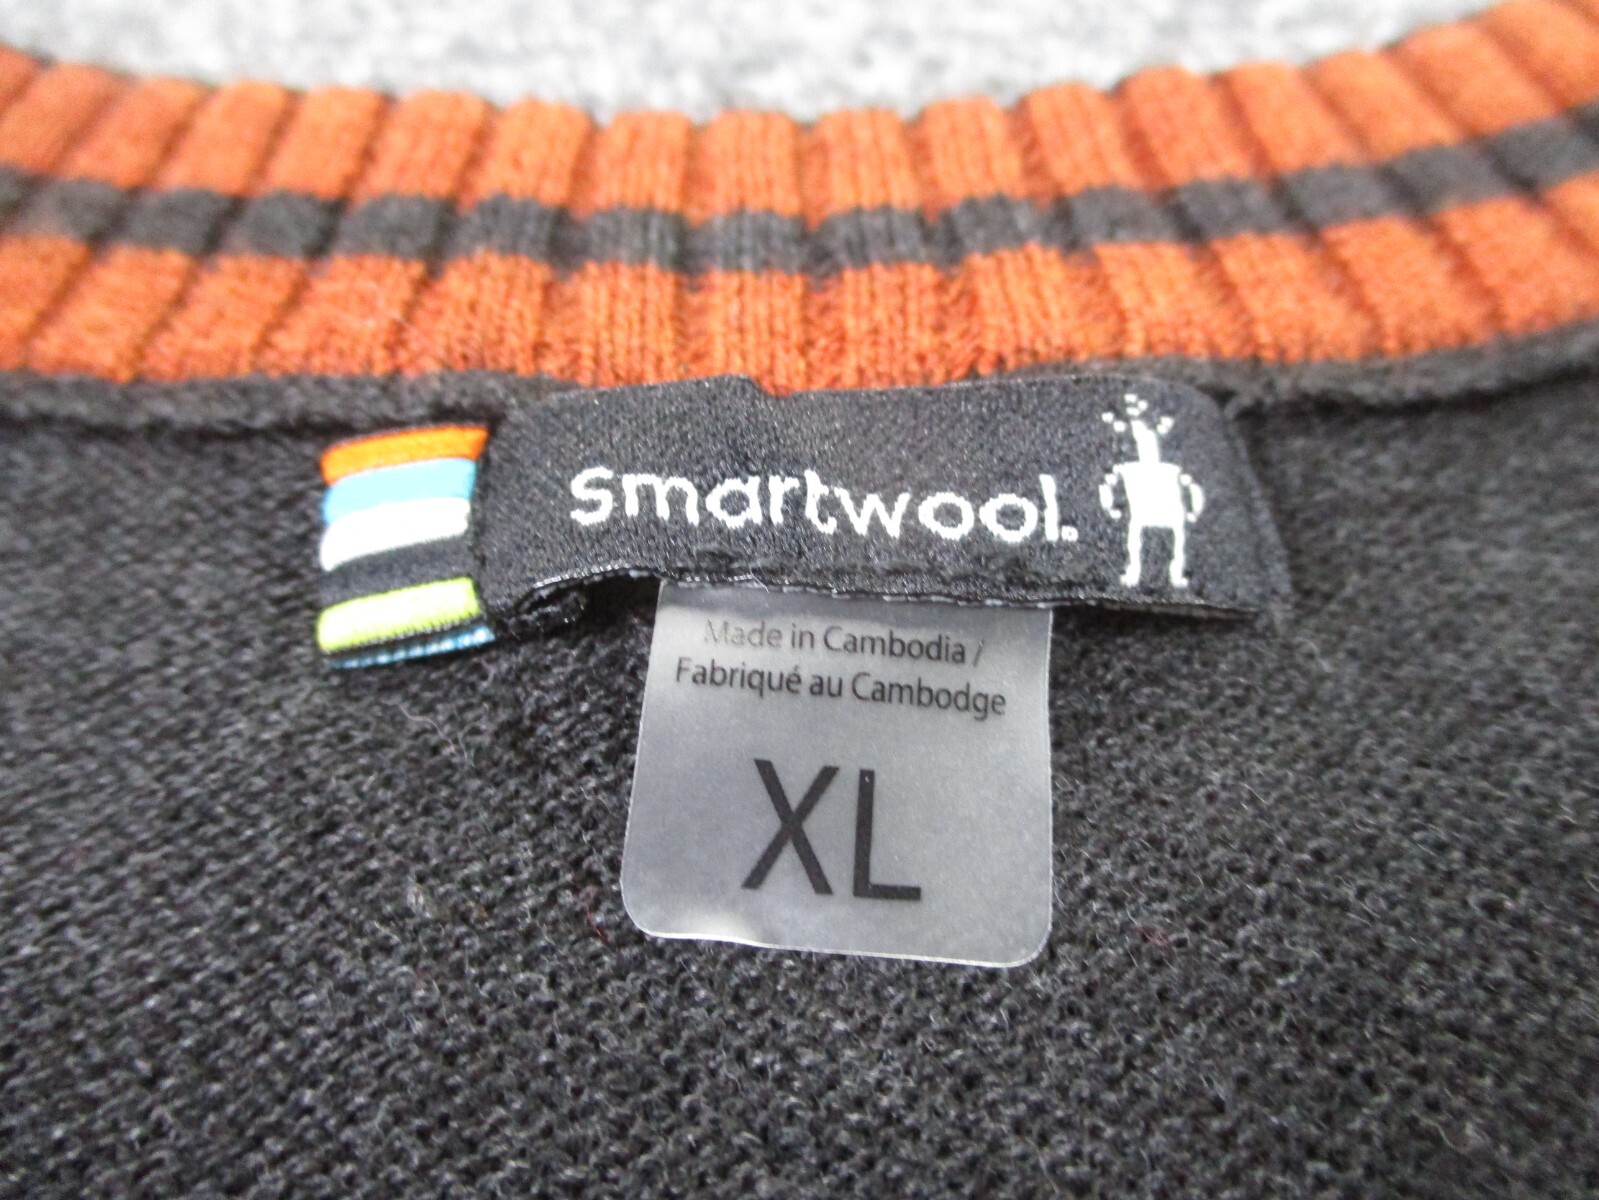 smartwool.
Made in Cambodia /
Fabriqué au Cambodge
XL